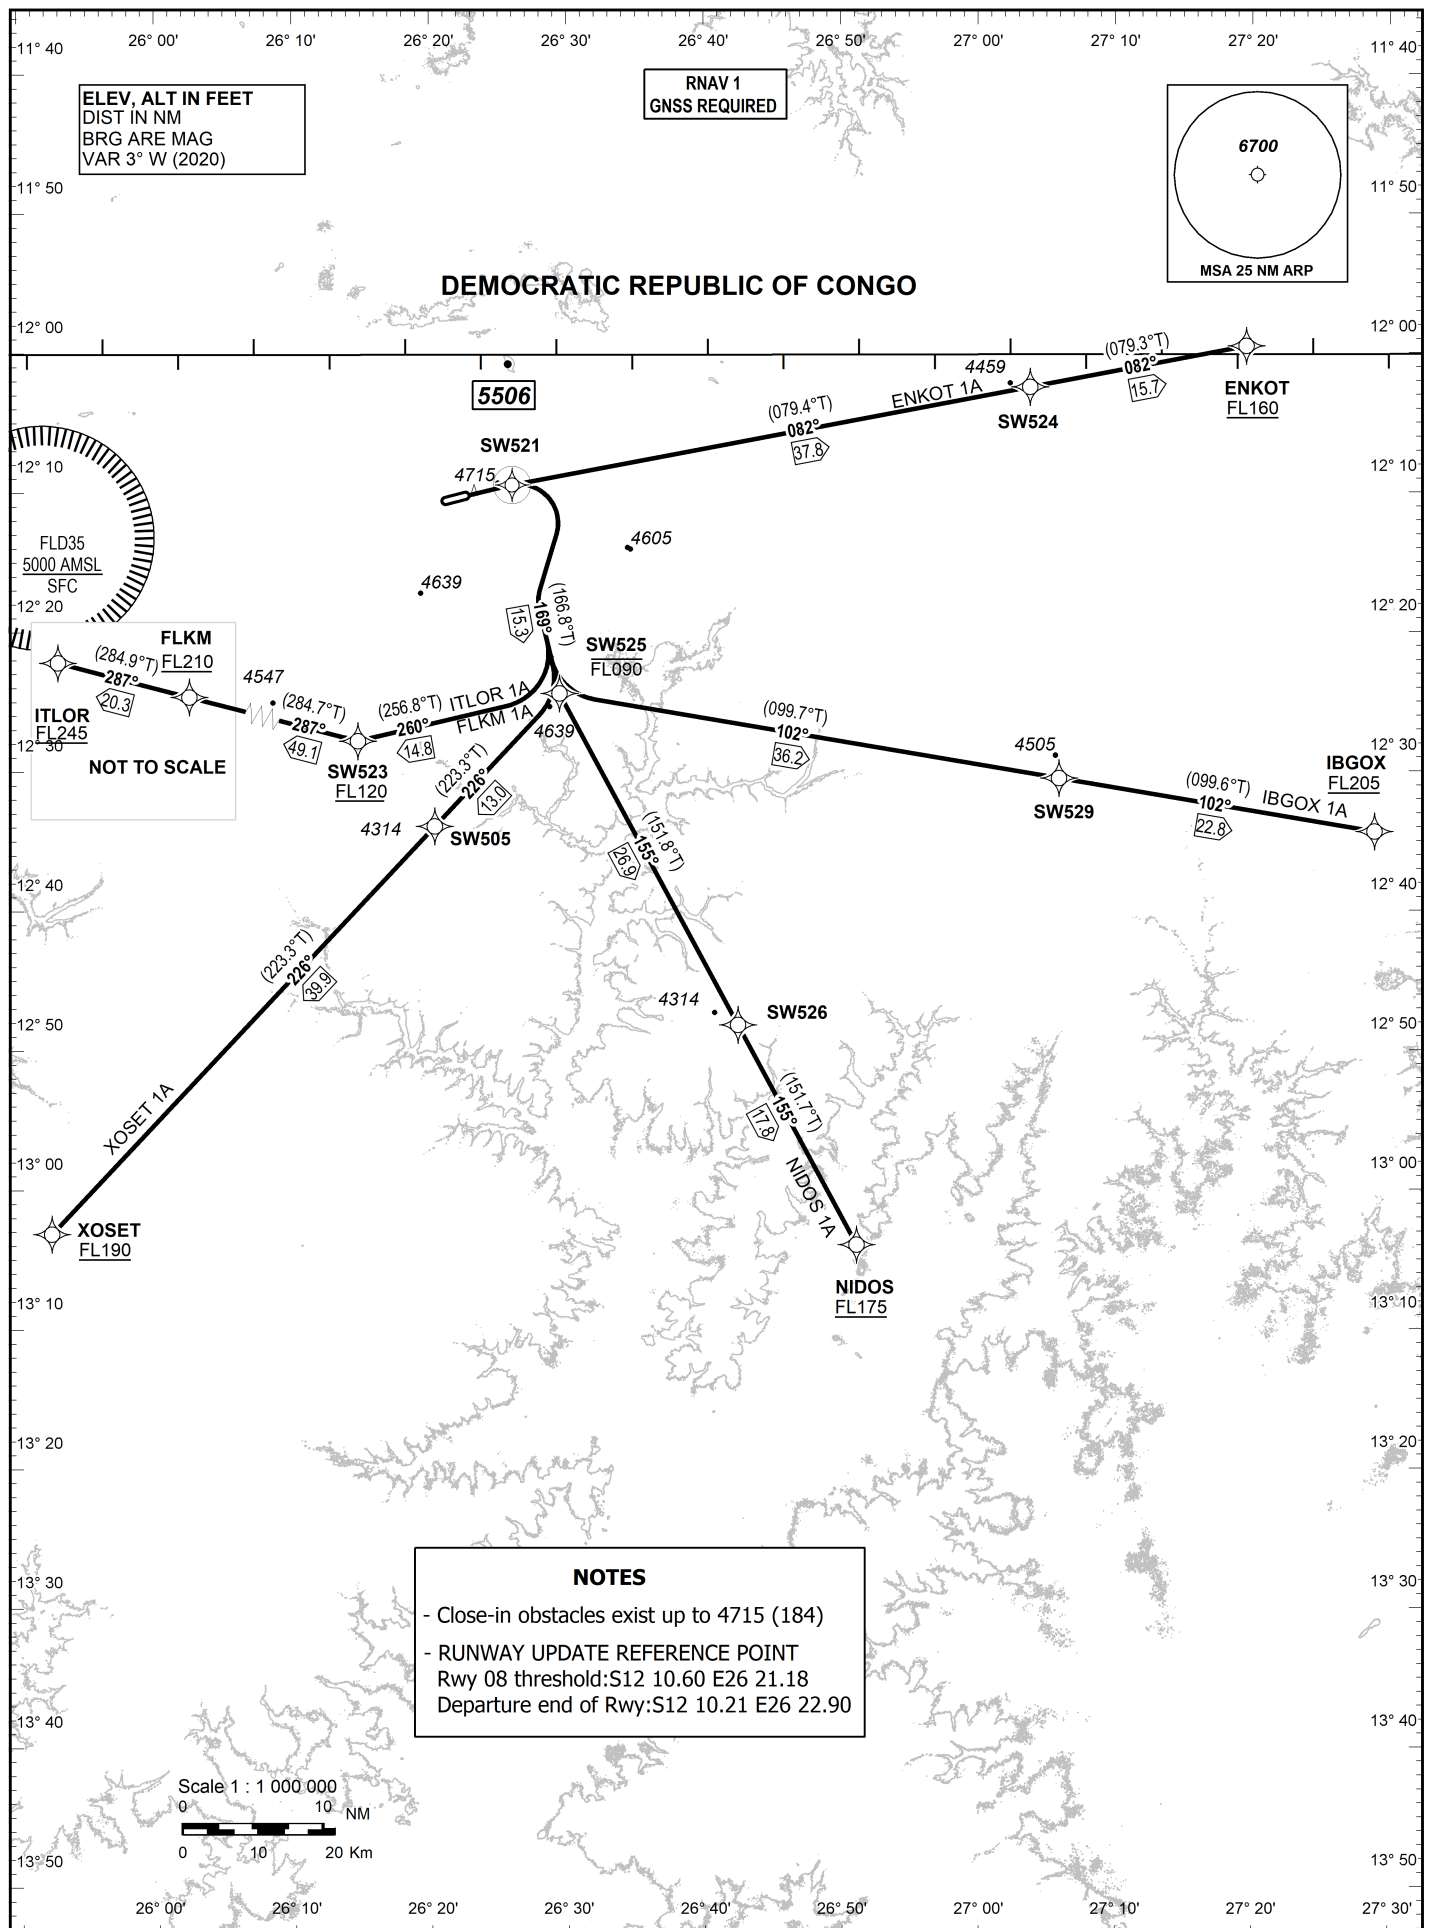 26° 00'
26° 10'
26° 20'
26° 30'
26° 40'
26° 50'
27° 00'
27° 10'
27° 20'
11° 40'
11° 40'
ELEV, ALT IN FEET
DIST IN NM
BRG ARE MAG
VAR 3° W (2020)
RNAV 1
GNSS REQUIRED
6700
MSA 25 NM ARP
11° 50'
11° 50'
DEMOCRATIC REPUBLIC OF CONGO
12° 00'
12° 00'
5506
4459
(079.3°T)
082°
15.7
ENKOT
FL160
ENKOT 1A
SW524
(079.4°T)
082°
37.8
SW521
4715
12° 10'
12° 10'
FLD35
5000 AMSL
SFC
4605
4639
12° 20'
12° 20'
15.3
169°
(166.8°T)
SW525
FL090
FLKM
FL210
(284.9°T)
287°
20.3
ITLOR
FL245
4547
(284.7°T)
287°
49.1
(256.8°T)
260°
14.8
ITLOR 1A
FLKM 1A
4639
12° 30'
12° 30'
NOT TO SCALE
SW523
FL120
(223.3°T)
226°
13.0
4314
SW505
(099.7°T)
102°
36.2
4505
SW529
(099.6°T)
102°
22.8
IBGOX 1A
IBGOX
FL205
(151.8°T)
155°
26.9
12° 40'
12° 40'
(223.3°T)
226°
39.9
4314
SW526
12° 50'
12° 50'
(151.7°T)
155°
17.8
NIDOS 1A
XOSET 1A
13° 00'
13° 00'
XOSET
FL190
NIDOS
FL175
13° 10'
13° 10'
13° 20'
13° 20'
13° 30'
13° 30'
NOTES
- Close-in obstacles exist up to 4715 (184)
- RUNWAY UPDATE REFERENCE POINT
Rwy 08 threshold:S12 10.60 E26 21.18
Departure end of Rwy:S12 10.21 E26 22.90
13° 40'
13° 40'
Scale 1 : 1 000 000
0 10 NM
0 10 20 Km
13° 50'
13° 50'
26° 00'
26° 10'
26° 20'
26° 30'
26° 40'
26° 50'
27° 00'
27° 10'
27° 20'
27° 30'